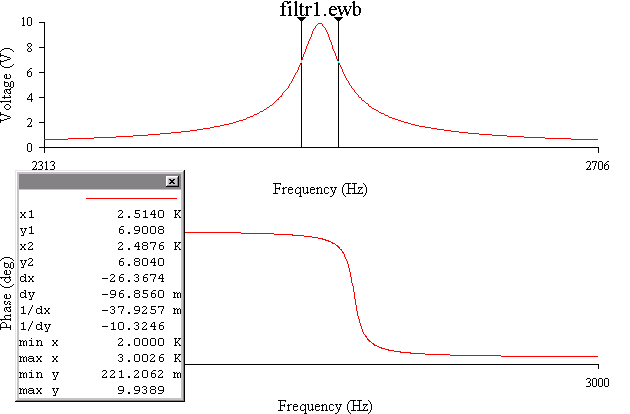 filtr1.ewb
10
8
6
4
2
0
Voltage (V)
2313 2706
Frequency (Hz)
x1 2.5140 K
y1 6.9008
x2 2.4876 K
y2 6.8040
dx -26.3674
dy -96.8560 m
1/dx -37.9257 m
1/dy -10.3246
min x 2.0000 K
max x 3.0026 K
min y 221.2062 m
max y 9.9389
Phase (deg)
3000
Frequency (Hz)